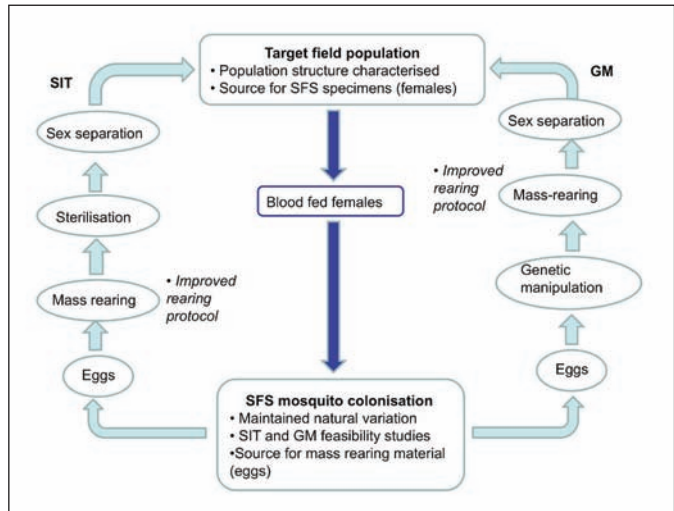 Target field population
• Population structure characterised
• Source for SFS specimens (females)
SIT
GM
Sex separation
Sterilisation
Mass rearing
• Improved
rearing
protocol
Eggs
Blood fed females
Sex separation
• Improved
rearing
protocol
Mass-rearing
Genetic
manipulation
Eggs
SFS mosquito colonisation
• Maintained natural variation
• SIT and GM feasibility studies
•Source for mass rearing material
(eggs)